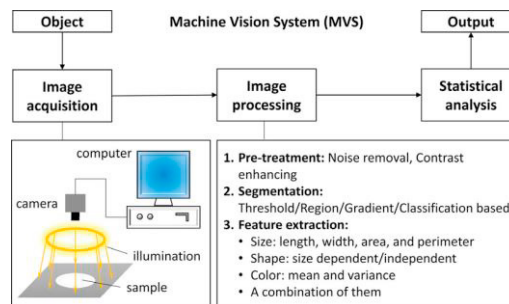 Object
Machine Vision System (MVS)
Output
Image
acquisition
Image
processing
Statistical
analysis
computer
camera
illumination
sample
1. Pre-treatment: Noise removal, Contrast
enhancing
2. Segmentation:
Threshold/Region/Gradient/Classification based
3. Feature extraction:
• Size: length, width, area, and perimeter
• Shape: size dependent/independent
• Color: mean and variance
• A combination of them